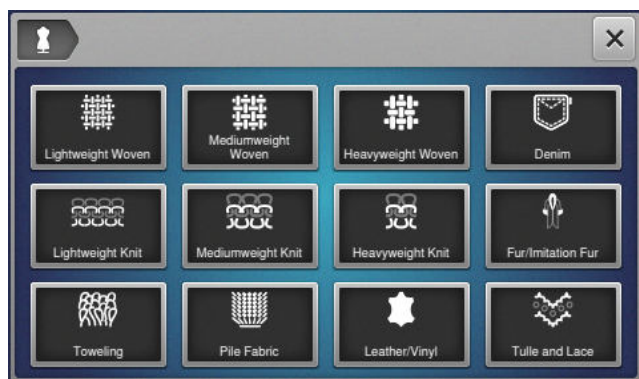 Lightweight Woven
Mediumweight
Woven
Heavyweight Woven
Denim
Lightweight Knit
Mediumweight Knit
Heavyweight Knit
Fur/Imitation Fur
Toweling
Pile Fabric
Leather/Vinyl
Tulle and Lace